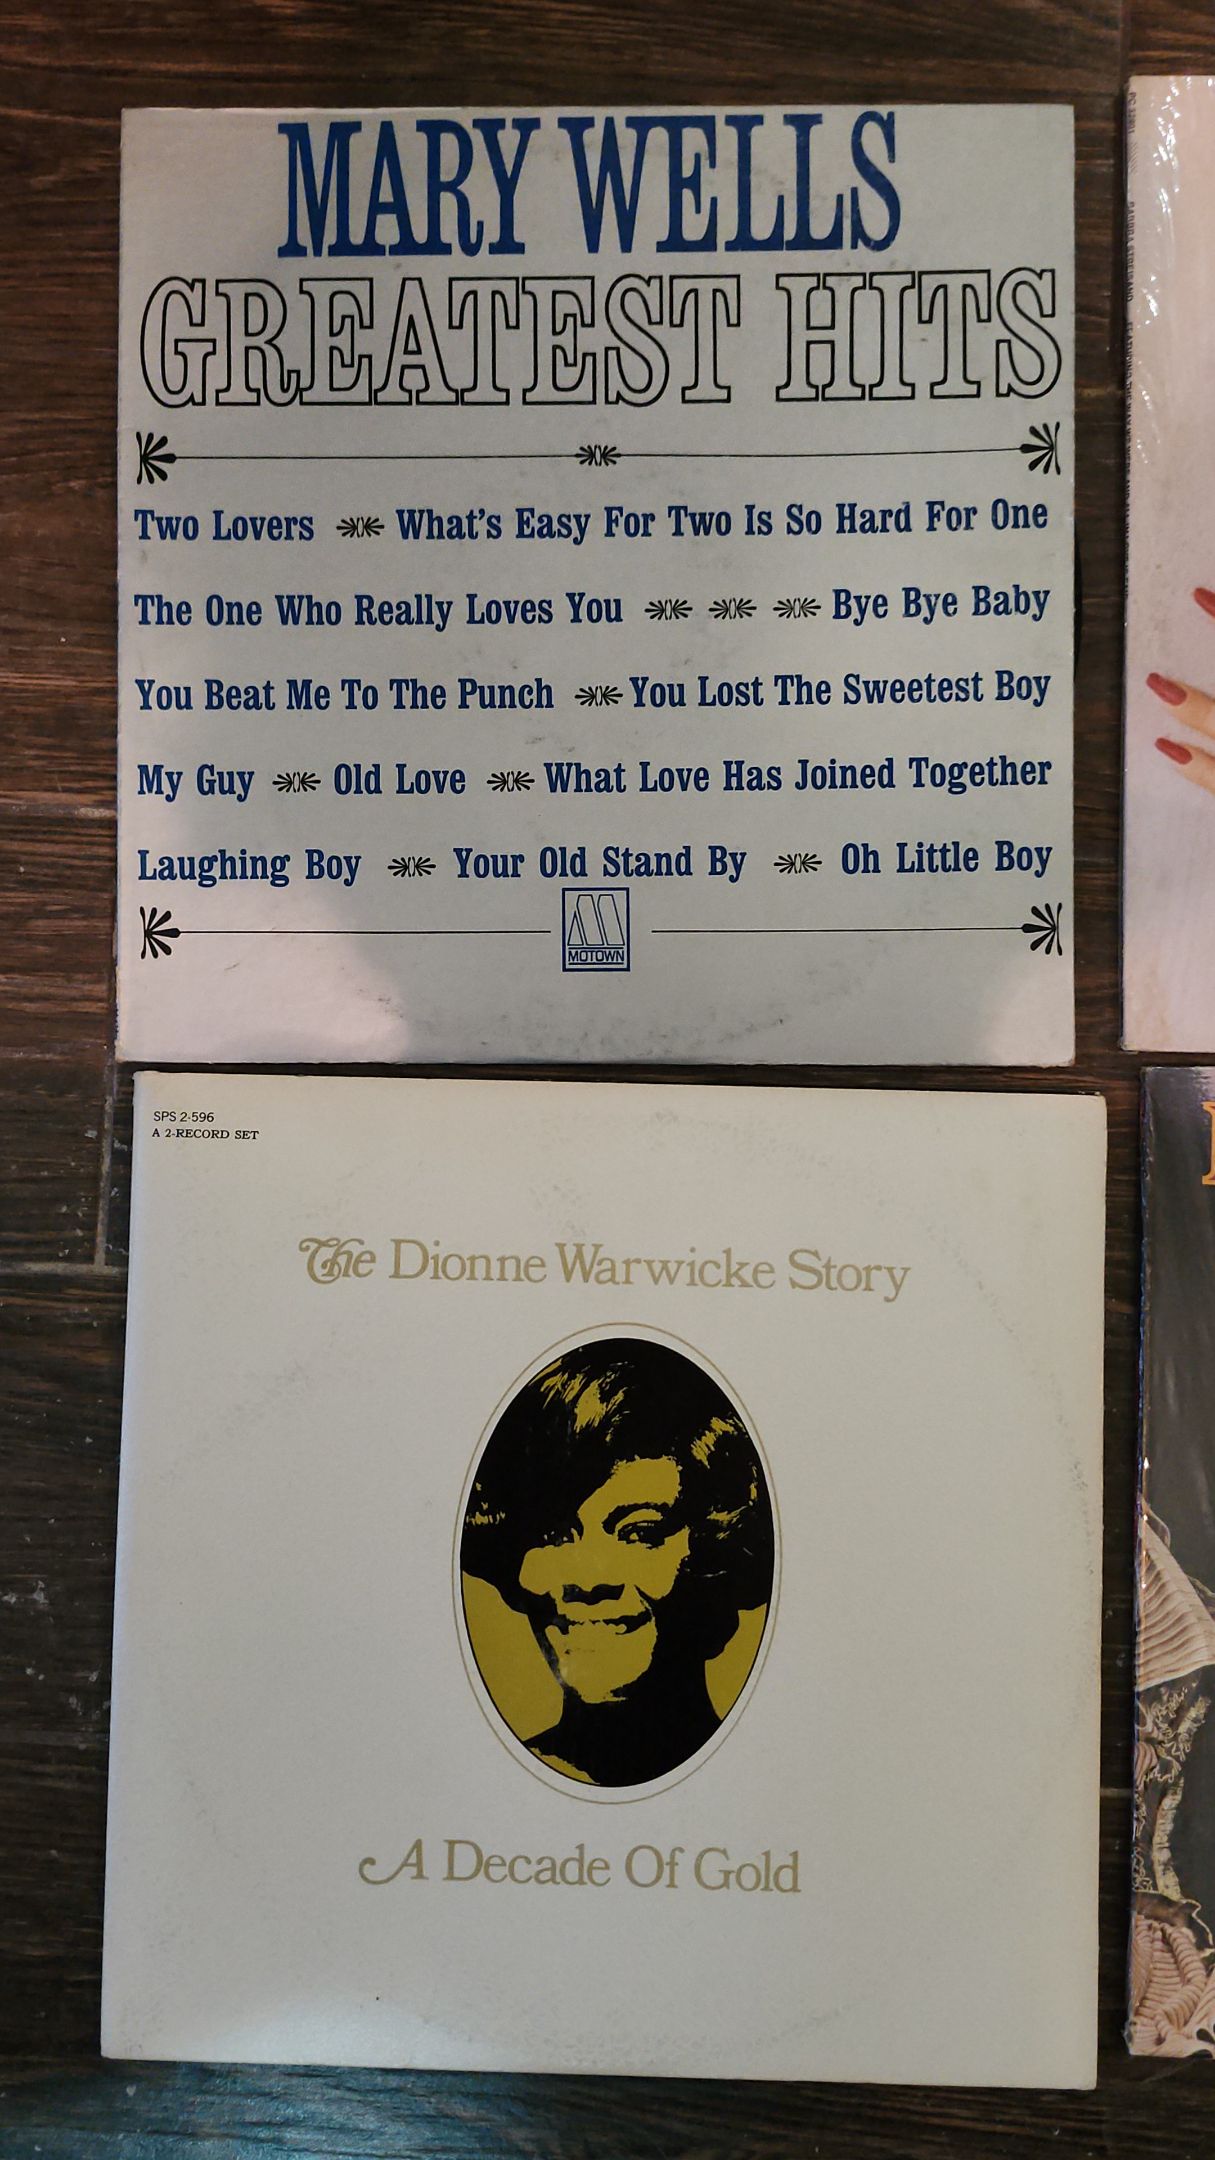 MARY WELLS
GREATEST HITS
Two Lovers What's Easy For Two Is So Hard For One
The One Who Really Loves You Bye Bye Baby
You Beat Me To The Punch You Lost The Sweetest Boy
My Guy Old Love What Love Has Joined Together
Laughing Boy Your Old Stand By Oh Little Boy
MOTOWN
SPS 2-596
A 2-RECORD SET
The Dionne Warwicke Story
A Decade Of Gold